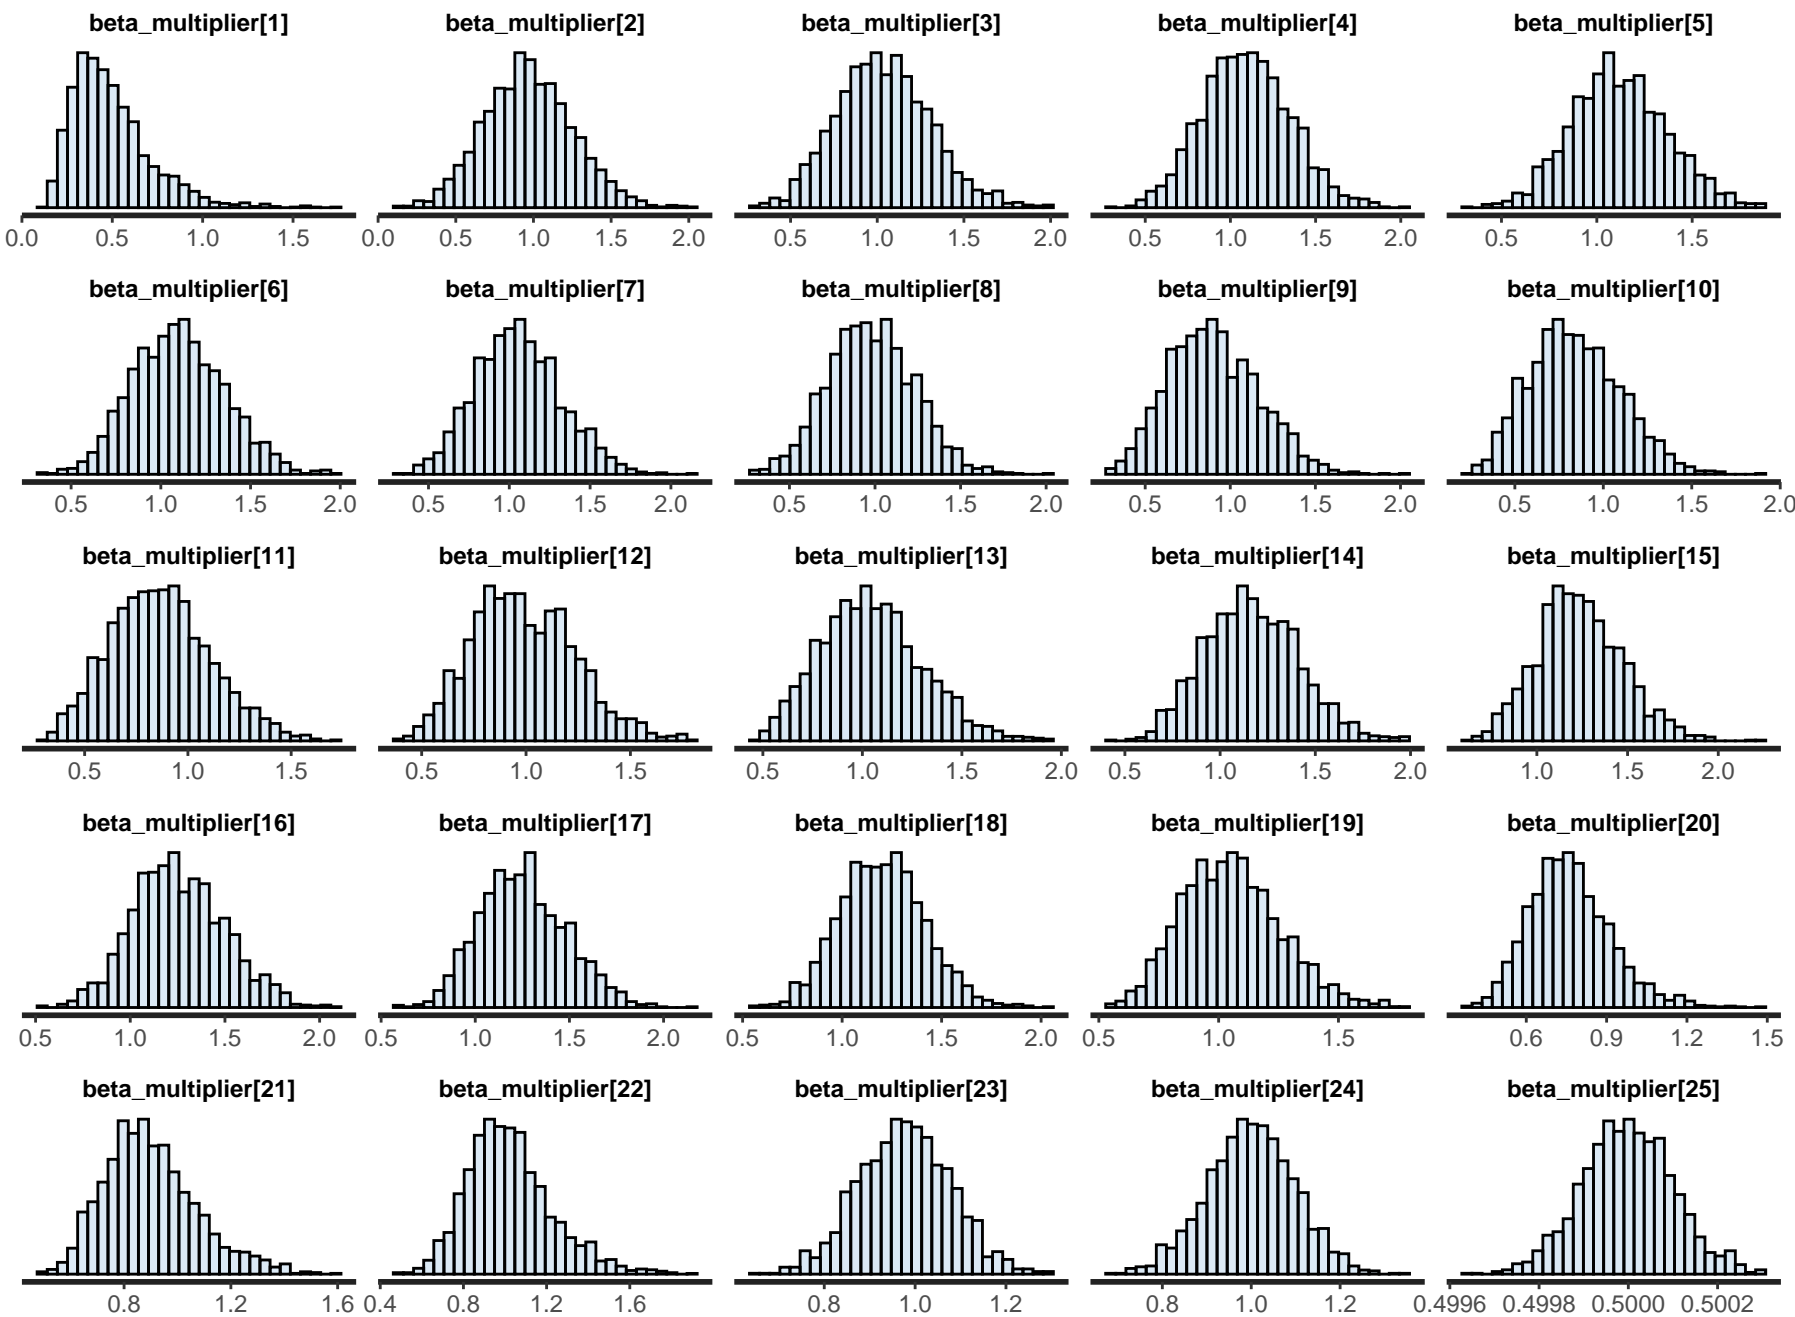 beta_multiplier[1] beta_multiplier[2] beta_multiplier[3] beta_multiplier[4] beta_multiplier[5]
0.0 0.5 1.0 1.5 0.0 0.5 1.0 1.5 2.0 0.5 1.0 1.5 2.0 0.5 1.0 1.5 2.0 0.5 1.0 1.5
beta_multiplier[6] beta_multiplier[7] beta_multiplier[8] beta_multiplier[9] beta_multiplier[10]
0.5 1.0 1.5 2.0 0.5 1.0 1.5 2.0 0.5 1.0 1.5 2.0 0.5 1.0 1.5 2.0 0.5 1.0 1.5 2.0
beta_multiplier[11] beta_multiplier[12] beta_multiplier[13] beta_multiplier[14] beta_multiplier[15]
0.5 1.0 1.5 0.5 1.0 1.5 0.5 1.0 1.5 2.0 0.5 1.0 1.5 2.0 1.0 1.5 2.0
beta_multiplier[16] beta_multiplier[17] beta_multiplier[18] beta_multiplier[19] beta_multiplier[20]
0.5 1.0 1.5 2.0 0.5 1.0 1.5 2.0 0.5 1.0 1.5 2.0 0.5 1.0 1.5 0.6 0.9 1.2 1.5
beta_multiplier[21] beta_multiplier[22] beta_multiplier[23] beta_multiplier[24] beta_multiplier[25]
0.8 1.2 1.6 0.4 0.8 1.2 1.6 0.8 1.0 1.2 0.8 1.0 1.2 0.4996 0.4998 0.5000 0.5002